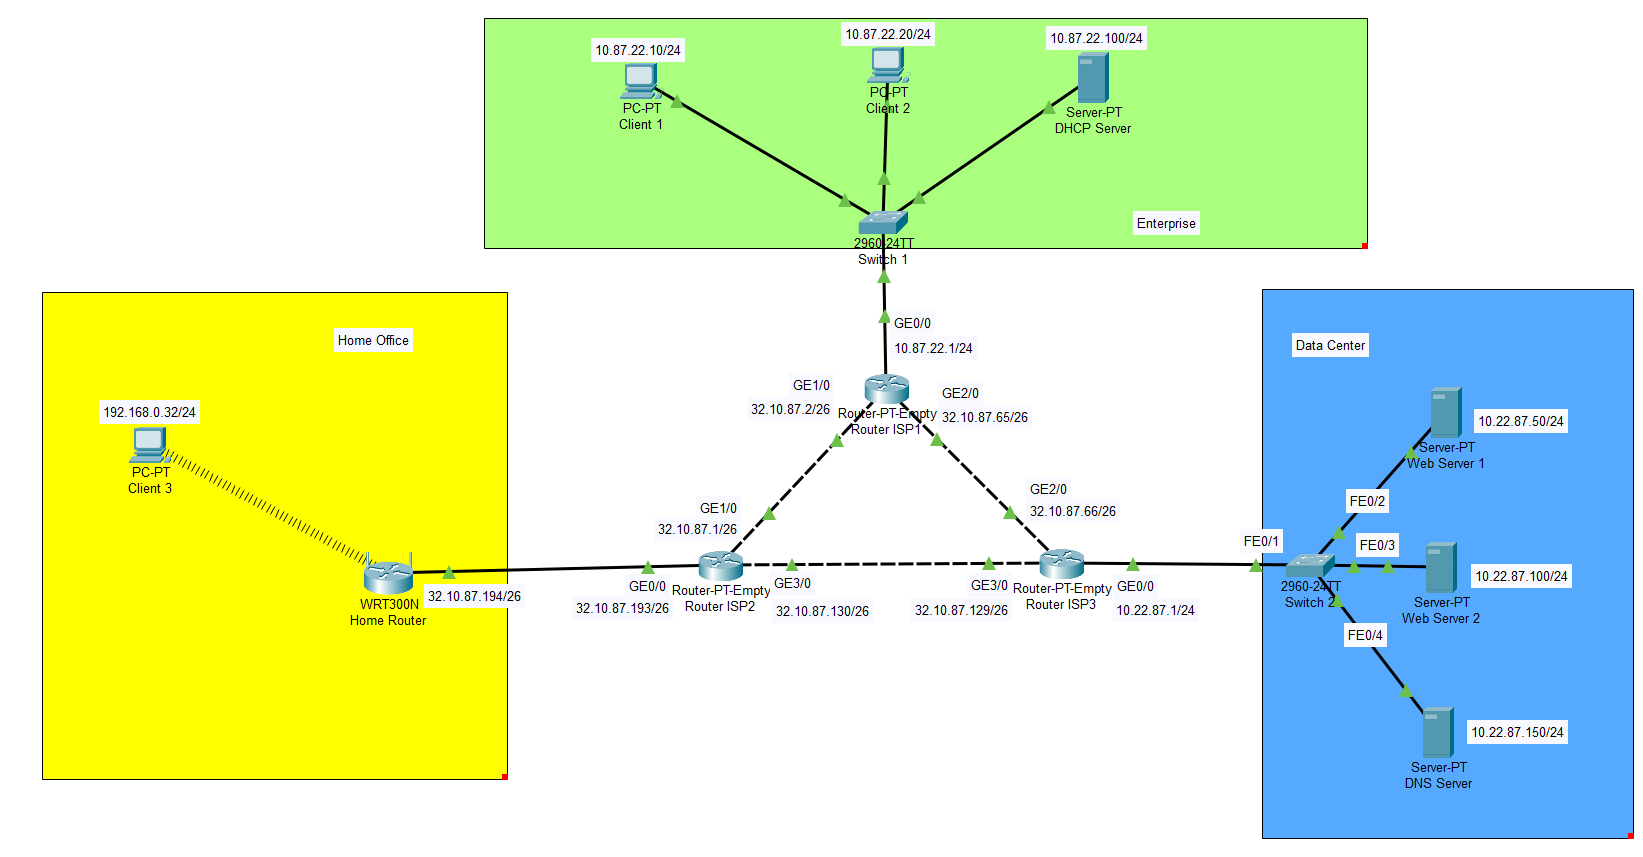 10.87.22.10/24
PC-PT
Client 1
10.87.22.20/24
PC-PT
Client 2
10.87.22.100/24
Server-PT
DHCP Server
Enterprise
2960-24TT
Switch 1
GE0/0
10.87.22.1/24
GE1/0
32.10.87.2/26
GE2/0
32.10.87.65/26
Router-PT-Empty
Router ISP1
Home Office
192.168.0.32/24
PC-PT
Client 3
WRT300N
Home Router
32.10.87.194/26
GE1/0
32.10.87.1/26
GE0/0
32.10.87.193/26
Router-PT-Empty
Router ISP2
GE3/0
32.10.87.130/26
GE2/0
32.10.87.66/26
GE3/0
32.10.87.129/26
Router-PT-Empty
Router ISP3
GE0/0
10.22.87.1/24
Data Center
FE0/1
2960-24TT
Switch 2
FE0/2
FE0/3
FE0/4
10.22.87.50/24
Server-PT
Web Server 1
10.22.87.100/24
Server-PT
Web Server 2
10.22.87.150/24
Server-PT
DNS Server